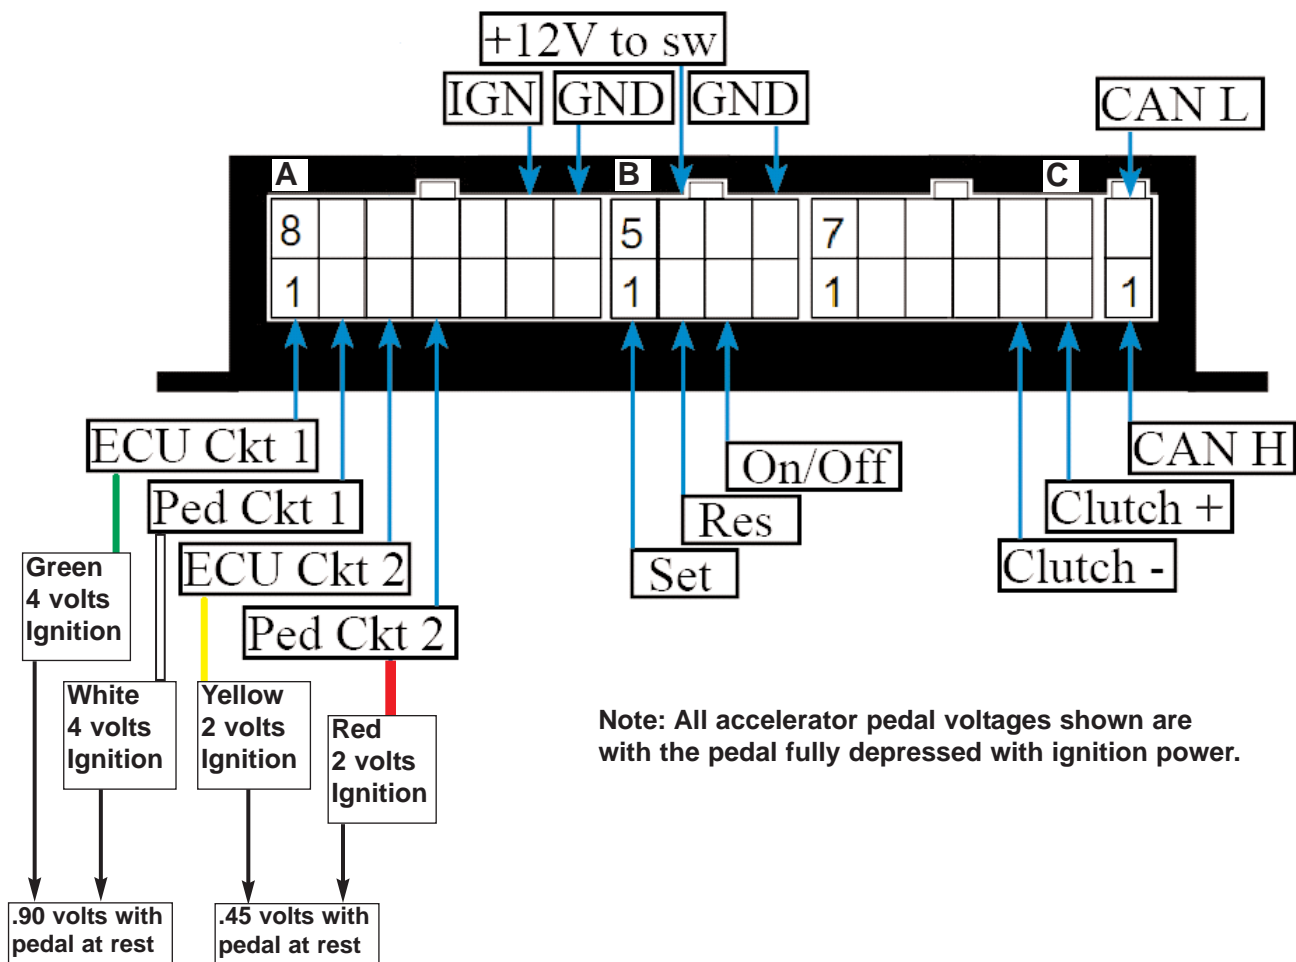 +12V to sw
IGN
GND
GND
CAN L
A
B
C
8
5
7
1
1
1
1
ECU Ckt 1
Ped Ckt 1
ECU Ckt 2
Ped Ckt 2
On/Off
Res
Set
CAN H
Clutch +
Clutch -
Green
4 volts
Ignition
White
4 volts
Ignition
Yellow
2 volts
Ignition
Red
2 volts
Ignition
Note: All accelerator pedal voltages shown are
with the pedal fully depressed with ignition power.
.90 volts with
pedal at rest
.45 volts with
pedal at rest